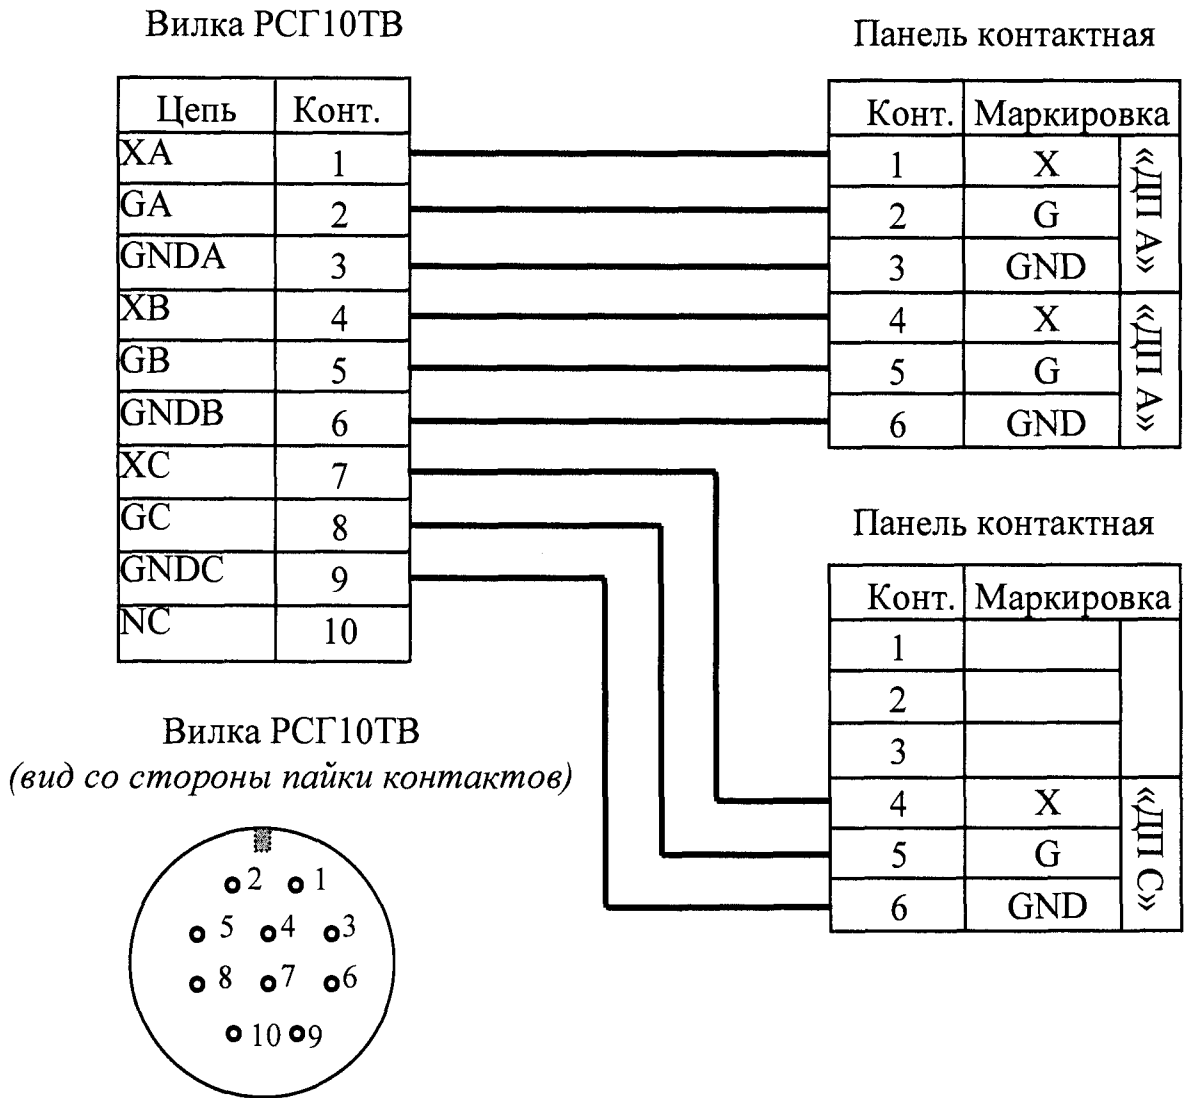 Вилка РСГ10ТВ
Цепь Конт.
XA 1
GA 2
GNDA 3
XB 4
GB 5
GNDB 6
XC 7
GC 8
GNDC 9
NC 10
Панель контактная
Конт. Маркировка
1 X
2 G
3 GND
«ДП А»
4 X
5 G
6 GND
«ДП А»
Панель контактная
Конт. Маркировка
1
2
3
4 X
5 G
6 GND
«ДП С»
Вилка РСГ10ТВ
(вид со стороны пайки контактов)
2 1
5 4 3
8 7 6
10 9